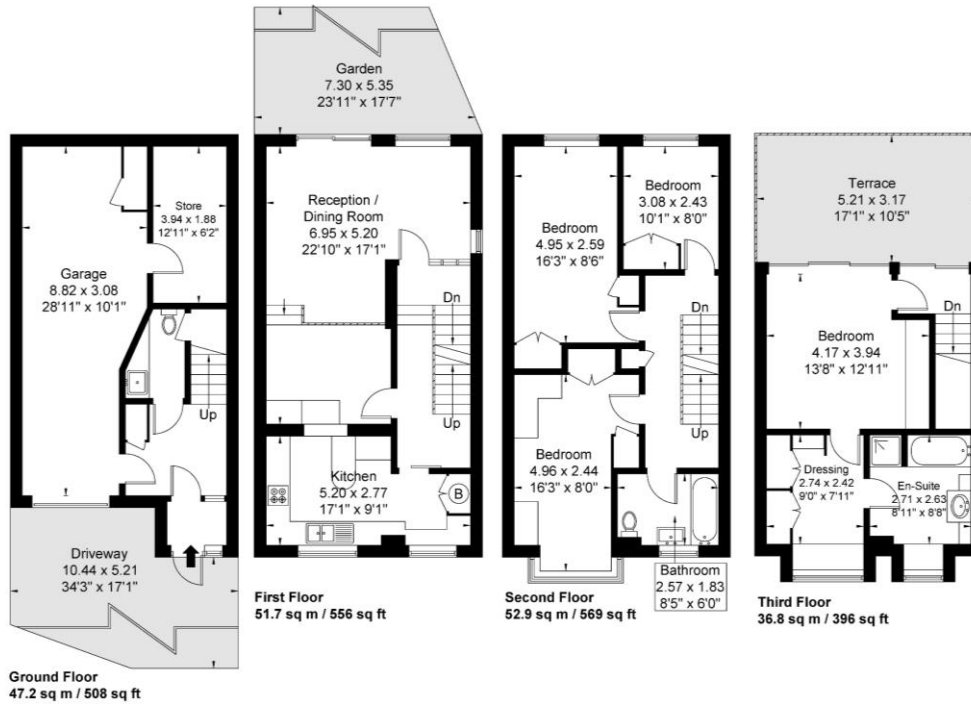 Garage
8.82 x 3.08
28'11" x 10'1"
Store
3.94 x 1.88
12'11" x 6'2"
Up
Driveway
10.44 x 5.21
34'3" x 17'1"
Ground Floor
47.2 sq m / 508 sq ft
Garden
7.30 x 5.35
23'11" x 17'7"
Reception /
Dining Room
6.95 x 5.20
22'10" x 17'1"
Dn
Up
Kitchen
5.20 x 2.77
17'1" x 9'1"
B
First Floor
51.7 sq m / 556 sq ft
Bedroom
4.95 x 2.59
16'3" x 8'6"
Bedroom
3.08 x 2.43
10'1" x 8'0"
Dn
Up
Bedroom
4.96 x 2.44
16'3" x 8'0"
Bathroom
2.57 x 1.83
8'5" x 6'0"
Second Floor
52.9 sq m / 569 sq ft
Terrace
5.21 x 3.17
17'1" x 10'5"
Dn
Bedroom
4.17 x 3.94
13'8" x 12'11"
Dressing
2.74 x 2.42
9'0" x 7'11"
En-Suite
2.71 x 2.63
8'11" x 8'8"
Third Floor
36.8 sq m / 396 sq ft